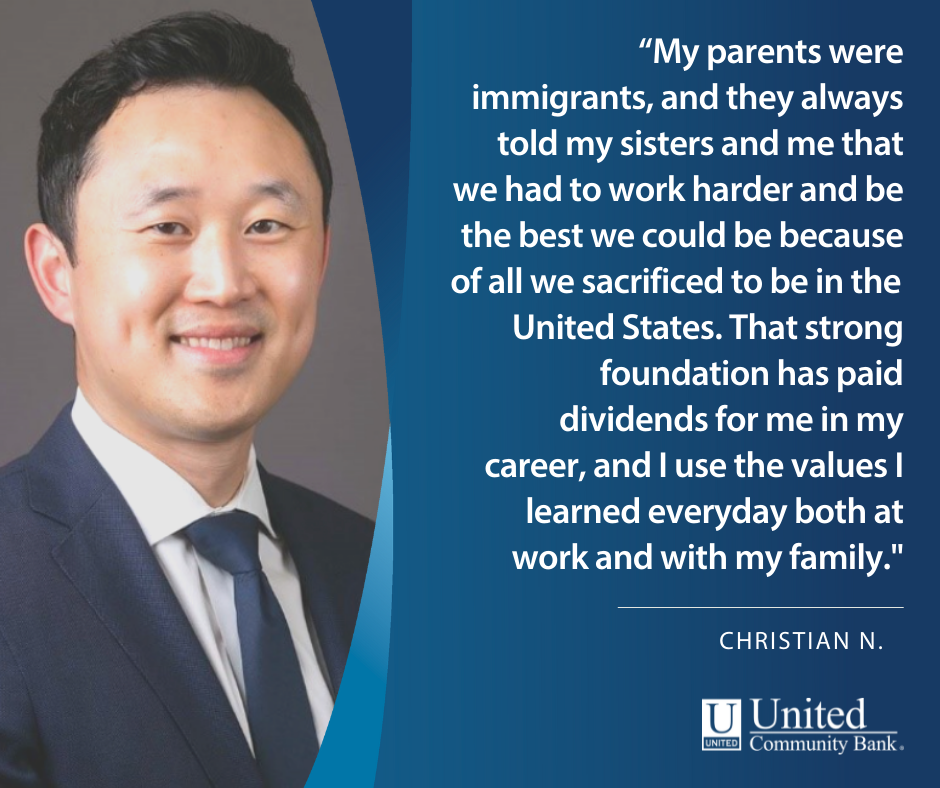 “My parents were
immigrants, and they always
told my sisters and me that
we had to work harder and be
the best we could be because
of all we sacrificed to be in the
United States. That strong
foundation has paid
dividends for me in my
career, and I use the values I
learned everyday both at
work and with my family."
CHRISTIAN N.
U
UNITED
United
Community Bank®